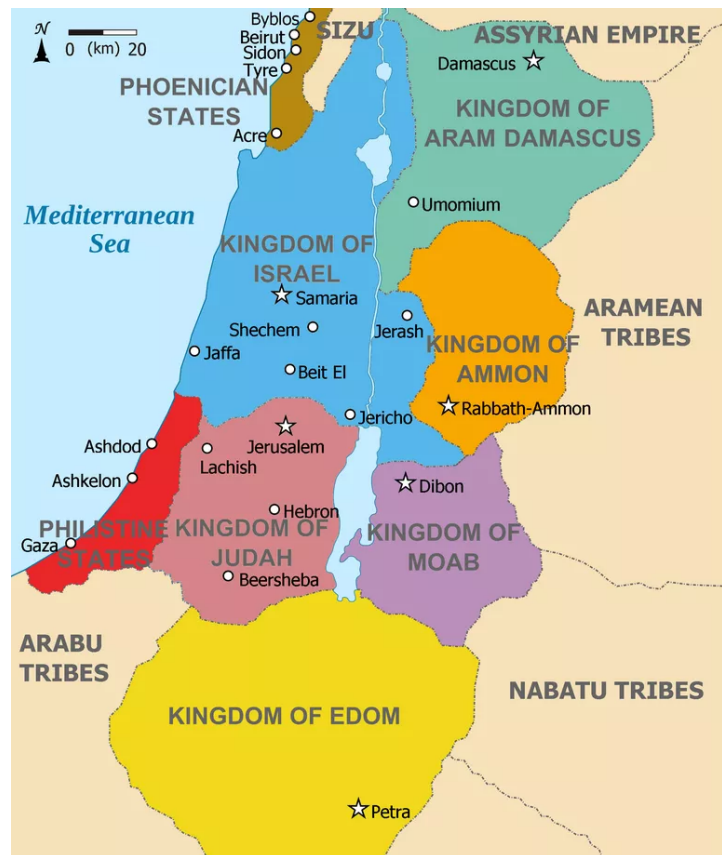 Byblos
SIZU
Beirut
Sidon
Tyre
N
0 (km) 20
ASSYRIAN EMPIRE
Damascus
PHOENICIAN
STATES
KINGDOM OF
ARAM DAMASCUS
Acre
Mediterranean
Sea
Umomium
KINGDOM OF
ISRAEL
Samaria
Shechem
Jerash
ARAMEAN
TRIBES
Jaffa
KINGDOM OF
AMMON
Beit El
Jericho
Rabbath-Ammon
Ashdod
Jerusalem
Lachish
Ashkelon
Dibon
Hebron
PHILISTINE
STATES
Gaza
KINGDOM OF
JUDAH
KINGDOM OF
MOAB
Beersheba
ARABU
TRIBES
NABATU TRIBES
KINGDOM OF EDOM
Petra